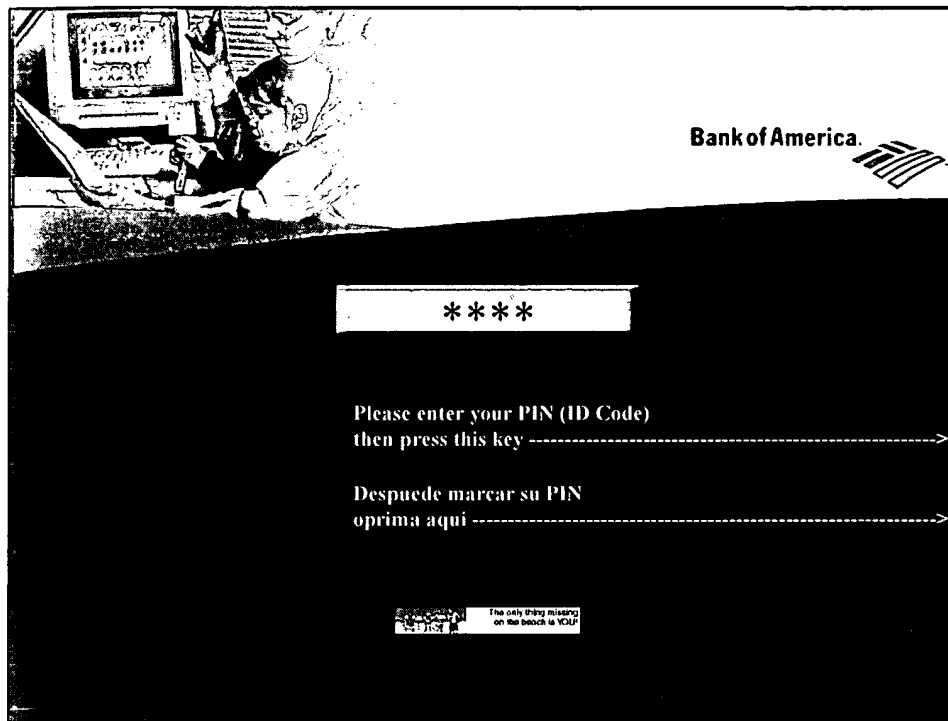 Bank of America.
****
Please enter your PIN (ID Code)
then press this key ------------------------------------------------------->
Despuede marcar su PIN
oprima aqui --------------------------------------------------------------->
The only thing missing
on the beach is YOU!